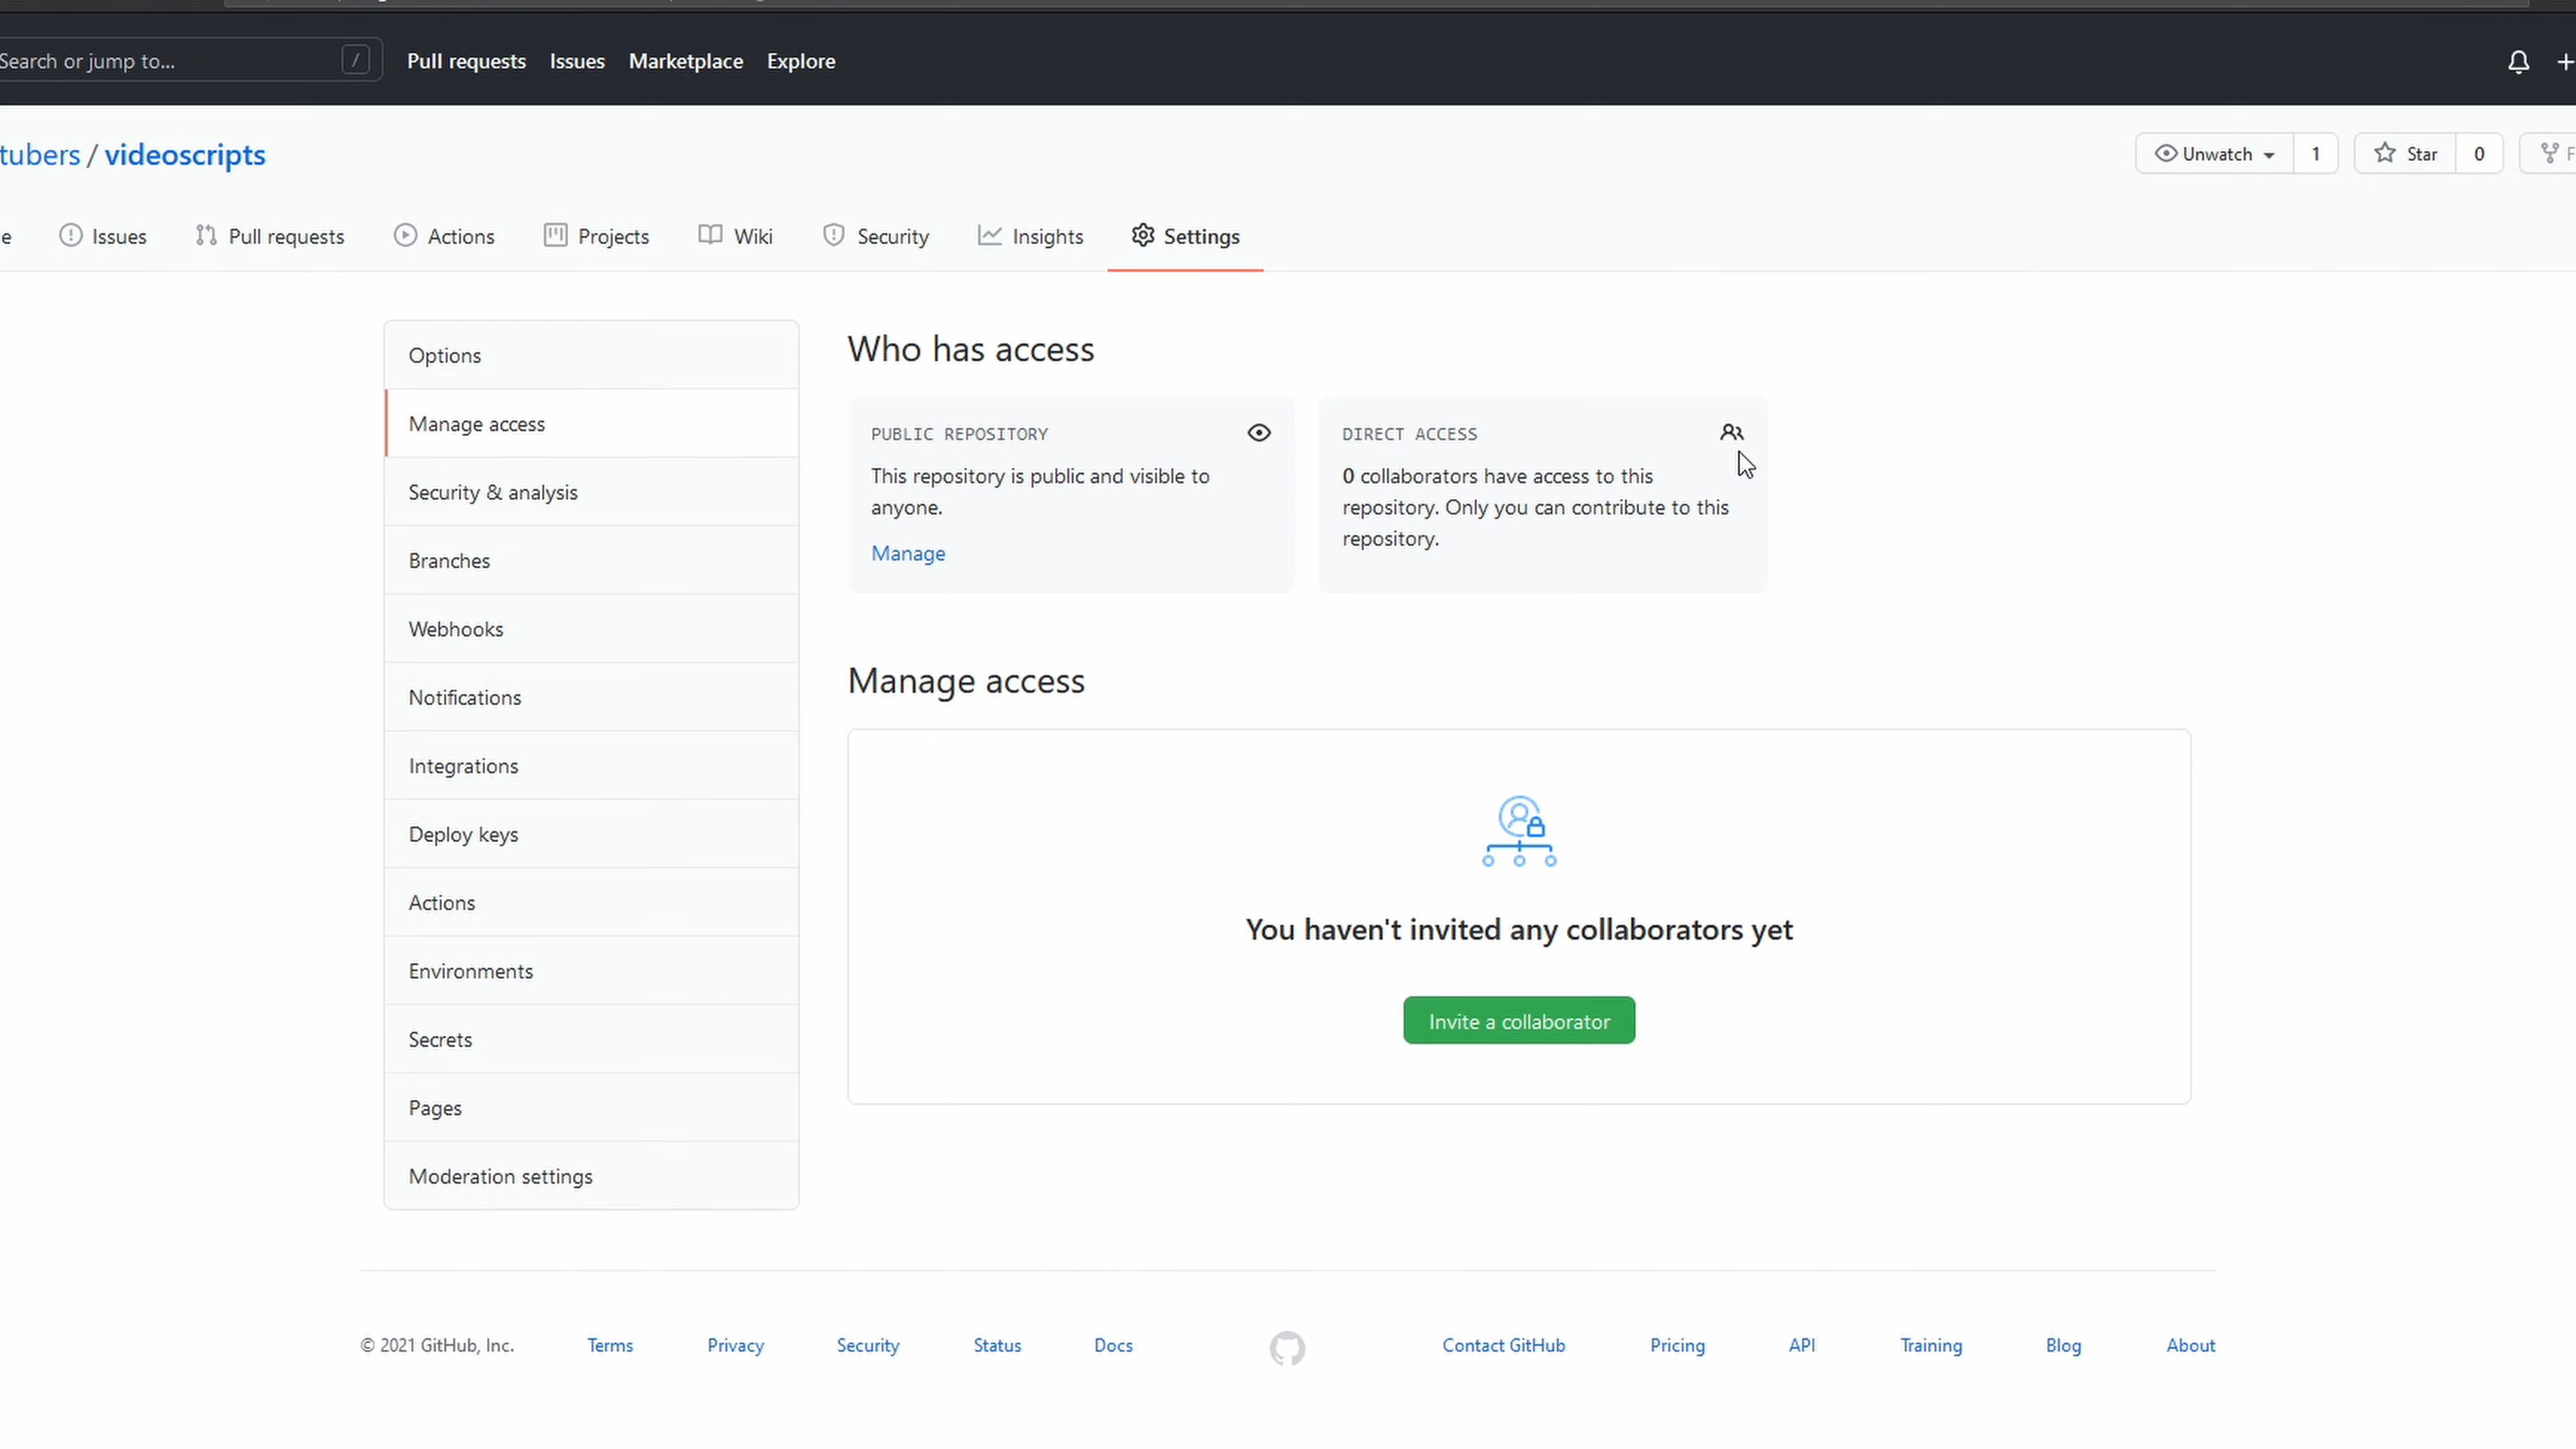 Search or jump to...
/
Pull requests
Issues
Marketplace
Explore
tubers / videoscripts
Unwatch
1
Star
0
Issues
Pull requests
Actions
Projects
Wiki
Security
Insights
Settings
Options
Manage access
Security & analysis
Branches
Webhooks
Notifications
Integrations
Deploy keys
Actions
Environments
Secrets
Pages
Moderation settings
Who has access
PUBLIC REPOSITORY
This repository is public and visible to
anyone.
Manage
DIRECT ACCESS
0 collaborators have access to this
repository. Only you can contribute to this
repository.
Manage access
You haven't invited any collaborators yet
Invite a collaborator
© 2021 GitHub, Inc.
Terms
Privacy
Security
Status
Docs
Contact GitHub
Pricing
API
Training
Blog
About